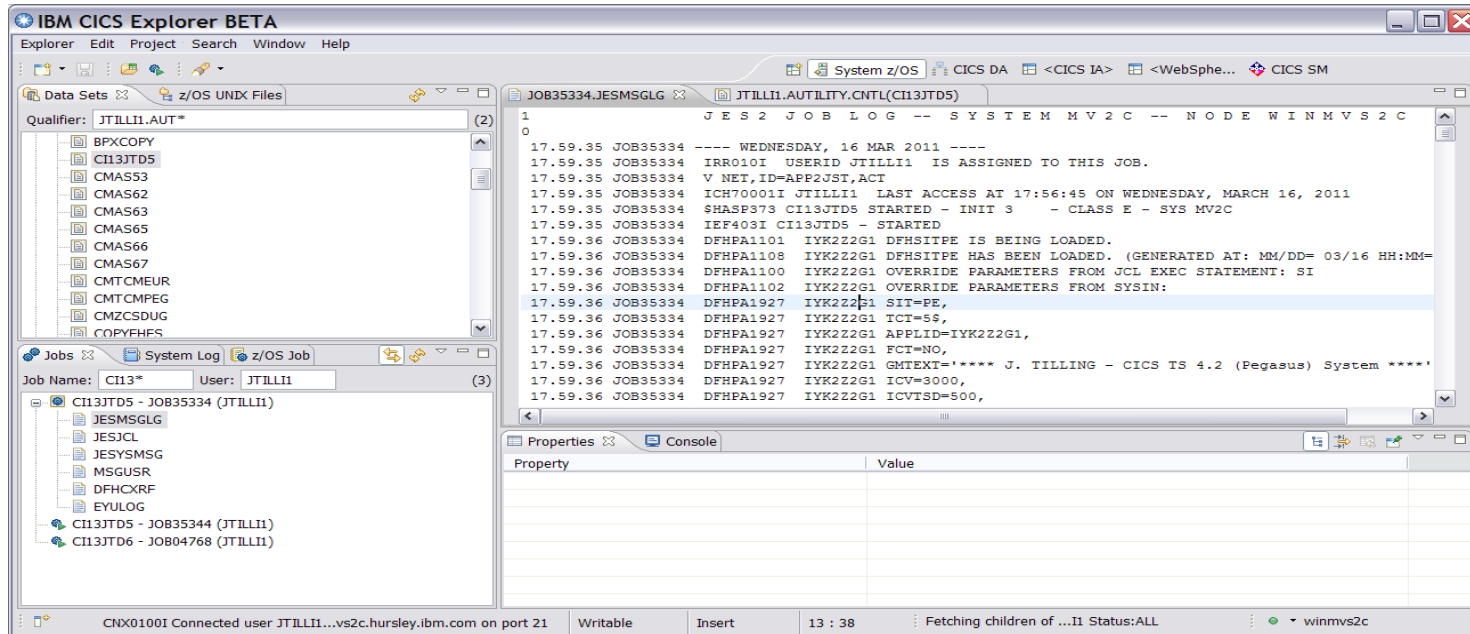 IBM CICS Explorer BETA
Explorer Edit Project Search Window Help
System z/OS CICS DA <CICS IA> <WebSphe... CICS SM
Data Sets z/OS UNIX Files
Qualifier: JTILLI1.AUT* (2)
BPXCOPY
CI13JTD5
CMAS53
CMAS62
CMAS63
CMAS65
CMAS66
CMAS67
CMTCMEUR
CMTCMPEG
CMZCSDUG
COPYFHES
Jobs System Log z/OS Job
Job Name: CI13* User: JTILLI1 (3)
CI13JTD5 - JOB35334 (JTILLI1)
JESMSGLG
JESJCL
JESYSMSG
MSGUSR
DFHCXRF
EYULOG
CI13JTD5 - JOB35344 (JTILLI1)
CI13JTD6 - JOB04768 (JTILLI1)
JOB35334.JESMSGLG JTILLI1.AUTILITY.CNTL(CI13JTD5)
1 J E S 2 J O B L O G -- S Y S T E M M V 2 C -- N O D E W I N M V S 2 C
0
17.59.35 JOB35334 ---- WEDNESDAY, 16 MAR 2011 ----
17.59.35 JOB35334 IRR010I USERID JTILLI1 IS ASSIGNED TO THIS JOB.
17.59.35 JOB35334 V NET,ID=APP2JST,ACT
17.59.35 JOB35334 ICH70001I JTILLI1 LAST ACCESS AT 17:56:45 ON WEDNESDAY, MARCH 16, 2011
17.59.35 JOB35334 $HASP373 CI13JTD5 STARTED - INIT 3 - CLASS E - SYS MV2C
17.59.35 JOB35334 IEF403I CI13JTD5 - STARTED
17.59.36 JOB35334 DFHPA1101 IYK2Z2G1 DFHSITPE IS BEING LOADED.
17.59.36 JOB35334 DFHPA1108 IYK2Z2G1 DFHSITPE HAS BEEN LOADED. (GENERATED AT: MM/DD= 03/16 HH:MM=
17.59.36 JOB35334 DFHPA1100 IYK2Z2G1 OVERRIDE PARAMETERS FROM JCL EXEC STATEMENT: SI
17.59.36 JOB35334 DFHPA1102 IYK2Z2G1 OVERRIDE PARAMETERS FROM SYSIN:
17.59.36 JOB35334 DFHPA1927 IYK2Z2G1 SIT=PE,
17.59.36 JOB35334 DFHPA1927 IYK2Z2G1 TCT=5$,
17.59.36 JOB35334 DFHPA1927 IYK2Z2G1 APPLID=IYK2Z2G1,
17.59.36 JOB35334 DFHPA1927 IYK2Z2G1 FCT=NO,
17.59.36 JOB35334 DFHPA1927 IYK2Z2G1 GMTEXT='**** J. TILLING - CICS TS 4.2 (Pegasus) System ****'
17.59.36 JOB35334 DFHPA1927 IYK2Z2G1 ICV=3000,
17.59.36 JOB35334 DFHPA1927 IYK2Z2G1 ICVTSD=500,
Properties Console
Property Value
CNX0100I Connected user JTILLI1...vs2c.hursley.ibm.com on port 21 Writable Insert 13 : 38 Fetching children of ...I1 Status:ALL winmvs2c